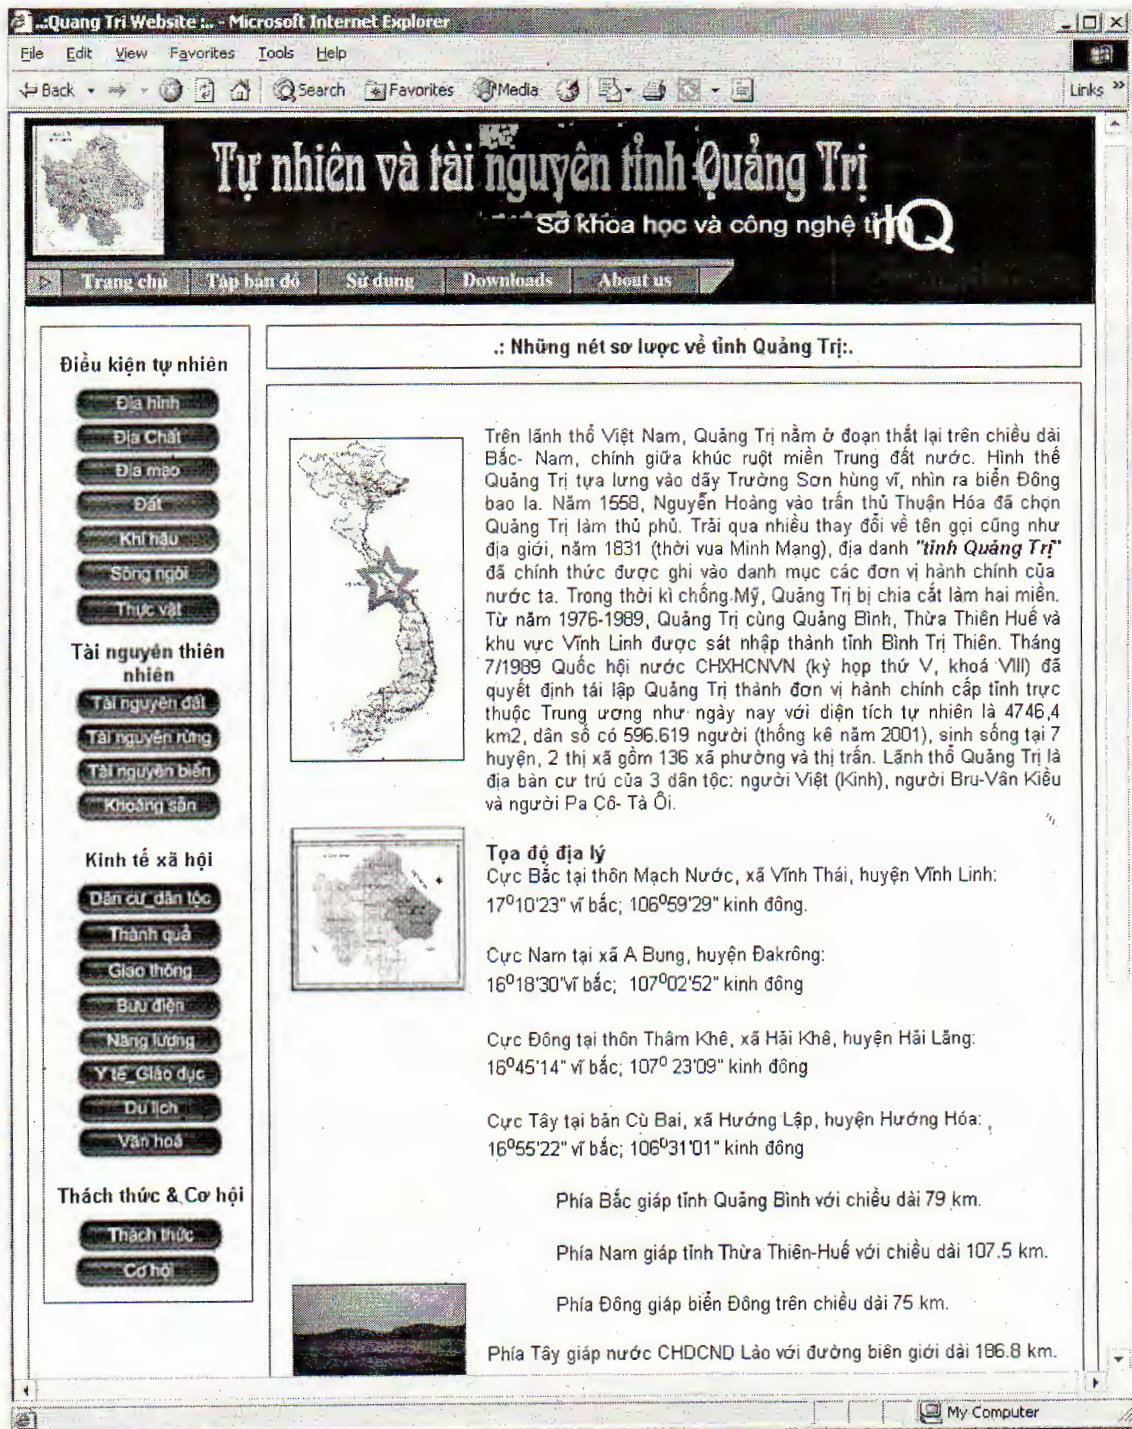 ..:Quang Tri Website :.. - Microsoft Internet Explorer
File Edit View Favorites Tools Help
Back Search Favorites Media Links »
Tự nhiên và tài nguyên tỉnh Quảng Trị
Sở khoa học và công nghệ tỉnh Q
Trang chủ Tập bản đồ Sử dụng Downloads About us
Điều kiện tự nhiên
Địa hình
Địa Chất
Địa mạo
Đất
Khí hậu
Sông ngòi
Thực vật
Tài nguyên thiên
nhiên
Tài nguyên đất
Tài nguyên rừng
Tài nguyên biển
Khoáng sản
Kinh tế xã hội
Dân cư_dân tộc
Thành quả
Giao thông
Bưu điện
Năng lượng
Y tế_Giáo dục
Du lịch
Văn hoá
Thách thức & Cơ hội
Thách thức
Cơ hội
.: Những nét sơ lược về tỉnh Quảng Trị:.
Trên lãnh thổ Việt Nam, Quảng Trị nằm ở đoạn thắt lại trên chiều dài
Bắc- Nam, chính giữa khúc ruột miền Trung đất nước. Hình thế
Quảng Trị tựa lưng vào dãy Trường Sơn hùng vĩ, nhìn ra biển Đông
bao la. Năm 1558, Nguyễn Hoàng vào trấn thủ Thuận Hóa đã chọn
Quảng Trị làm thủ phủ. Trải qua nhiều thay đổi về tên gọi cũng như
địa giới, năm 1831 (thời vua Minh Mạng), địa danh "tỉnh Quảng Trị"
đã chính thức được ghi vào danh mục các đơn vị hành chính của
nước ta. Trong thời kì chống Mỹ, Quảng Trị bị chia cắt làm hai miền.
Từ năm 1976-1989, Quảng Trị cùng Quảng Bình, Thừa Thiên Huế và
khu vực Vĩnh Linh được sát nhập thành tỉnh Bình Trị Thiên. Tháng
7/1989 Quốc hội nước CHXHCNVN (kỳ họp thứ V, khoá VIII) đã
quyết định tái lập Quảng Trị thành đơn vị hành chính cấp tỉnh trực
thuộc Trung ương như ngày nay với diện tích tự nhiên là 4746,4
km2, dân số có 596.619 người (thống kê năm 2001), sinh sống tại 7
huyện, 2 thị xã gồm 136 xã phường và thị trấn. Lãnh thổ Quảng Trị là
địa bàn cư trú của 3 dân tộc: người Việt (Kinh), người Bru-Vân Kiều
và người Pa Cô- Tà Ôi.
Tọa độ địa lý
Cực Bắc tại thôn Mạch Nước, xã Vĩnh Thái, huyện Vĩnh Linh:
17⁰10'23" vĩ bắc; 106⁰59'29" kinh đông.
Cực Nam tại xã A Bung, huyện Đakrông:
16⁰18'30'vĩ bắc; 107⁰02'52" kinh đông
Cực Đông tại thôn Thâm Khê, xã Hải Khê, huyện Hải Lăng:
16⁰45'14" vĩ bắc; 107⁰ 23'09" kinh đông
Cực Tây tại bản Cù Bai, xã Hướng Lập, huyện Hướng Hóa:
16⁰55'22" vĩ bắc; 106⁰31'01" kinh đông
Phía Bắc giáp tỉnh Quảng Bình với chiều dài 79 km.
Phía Nam giáp tỉnh Thừa Thiên-Huế với chiều dài 107.5 km.
Phía Đông giáp biển Đông trên chiều dài 75 km.
Phía Tây giáp nước CHDCND Lào với đường biên giới dài 186.8 km.
My Computer